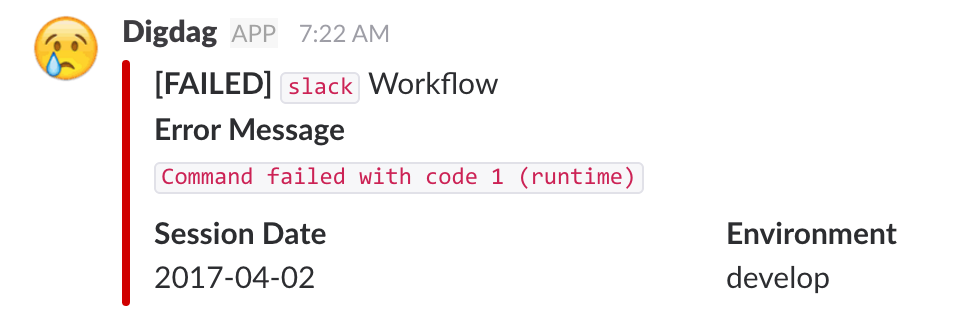 Digdag APP 7:22 AM
[FAILED] slack Workflow
Error Message
Command failed with code 1 (runtime)
Session Date Environment
2017-04-02 develop